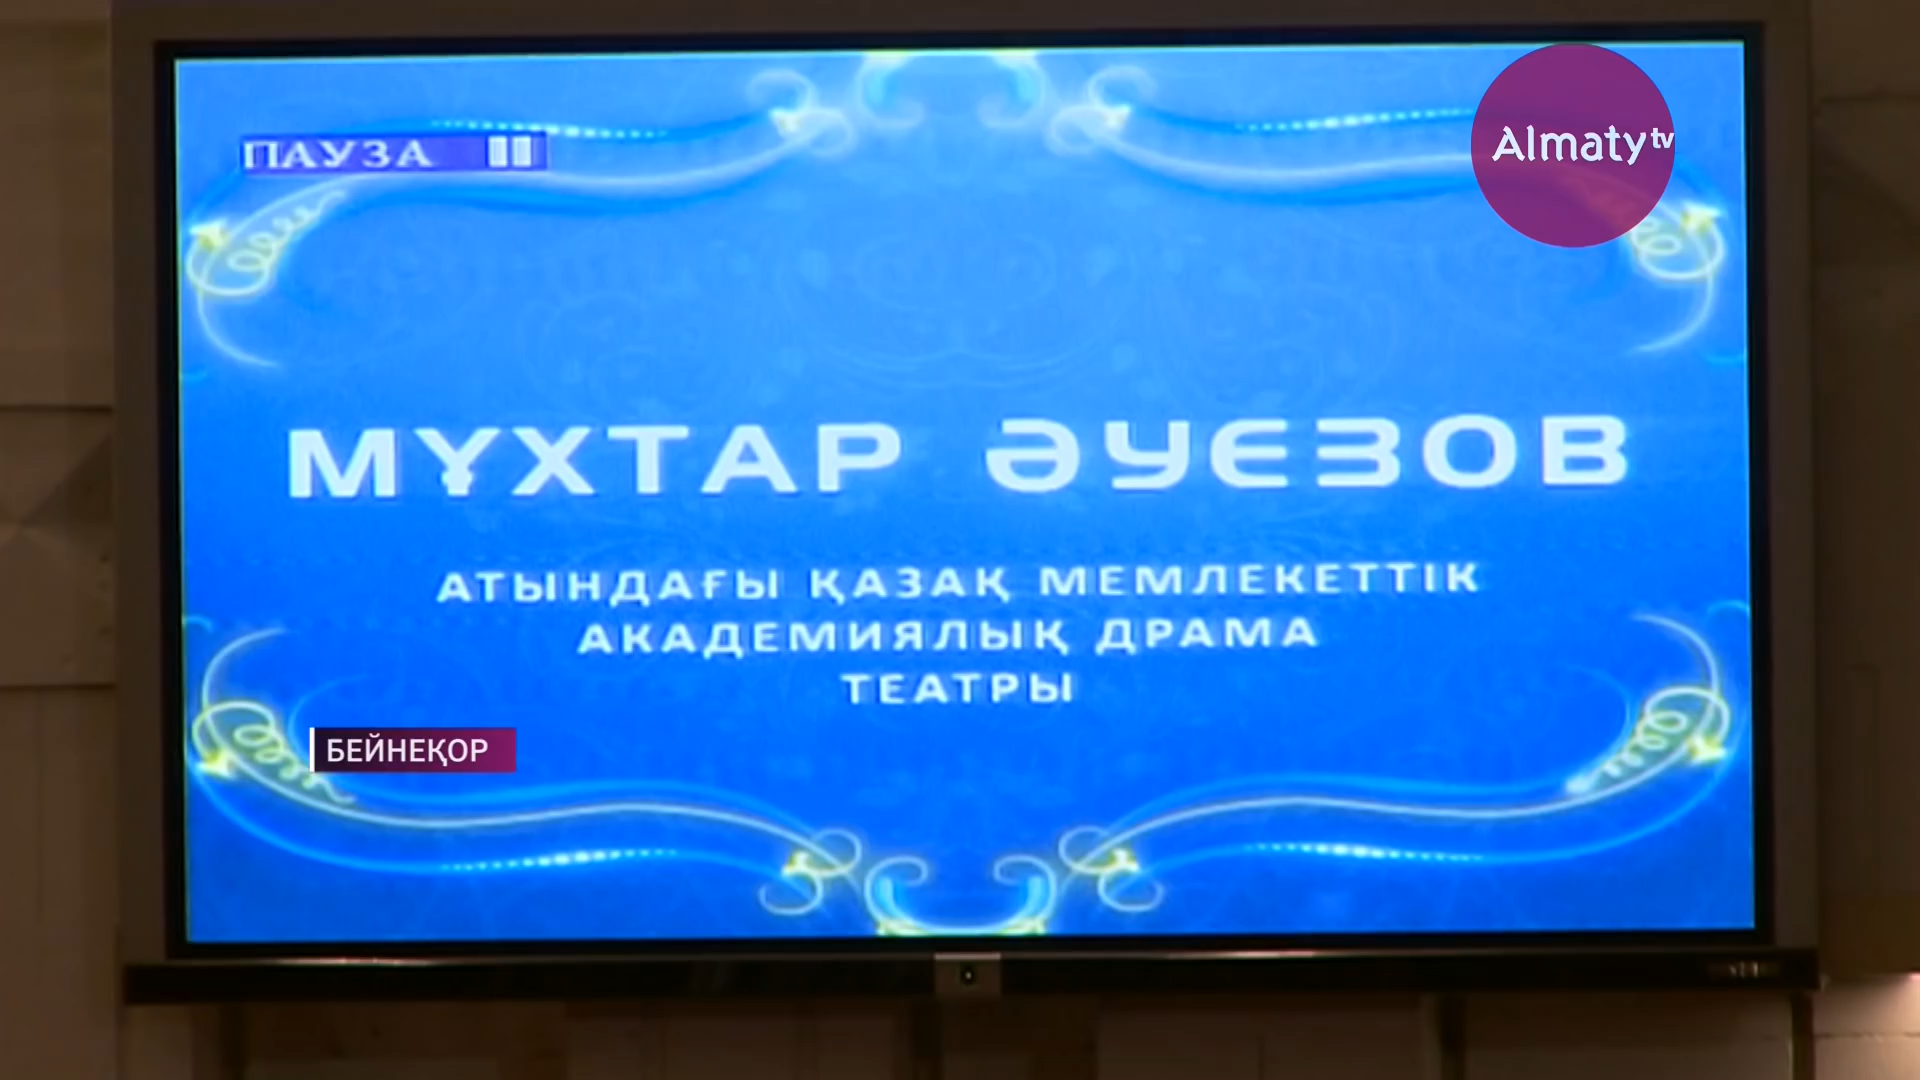 ПАУЗА
Almaty tv
МҰХТАР ӘУЕЗОВ
АТЫНДАҒЫ ҚАЗАҚ МЕМЛЕКЕТТІК
АКАДЕМИЯЛЫҚ ДРАМА
ТЕАТРЫ
БЕЙНЕҚОР